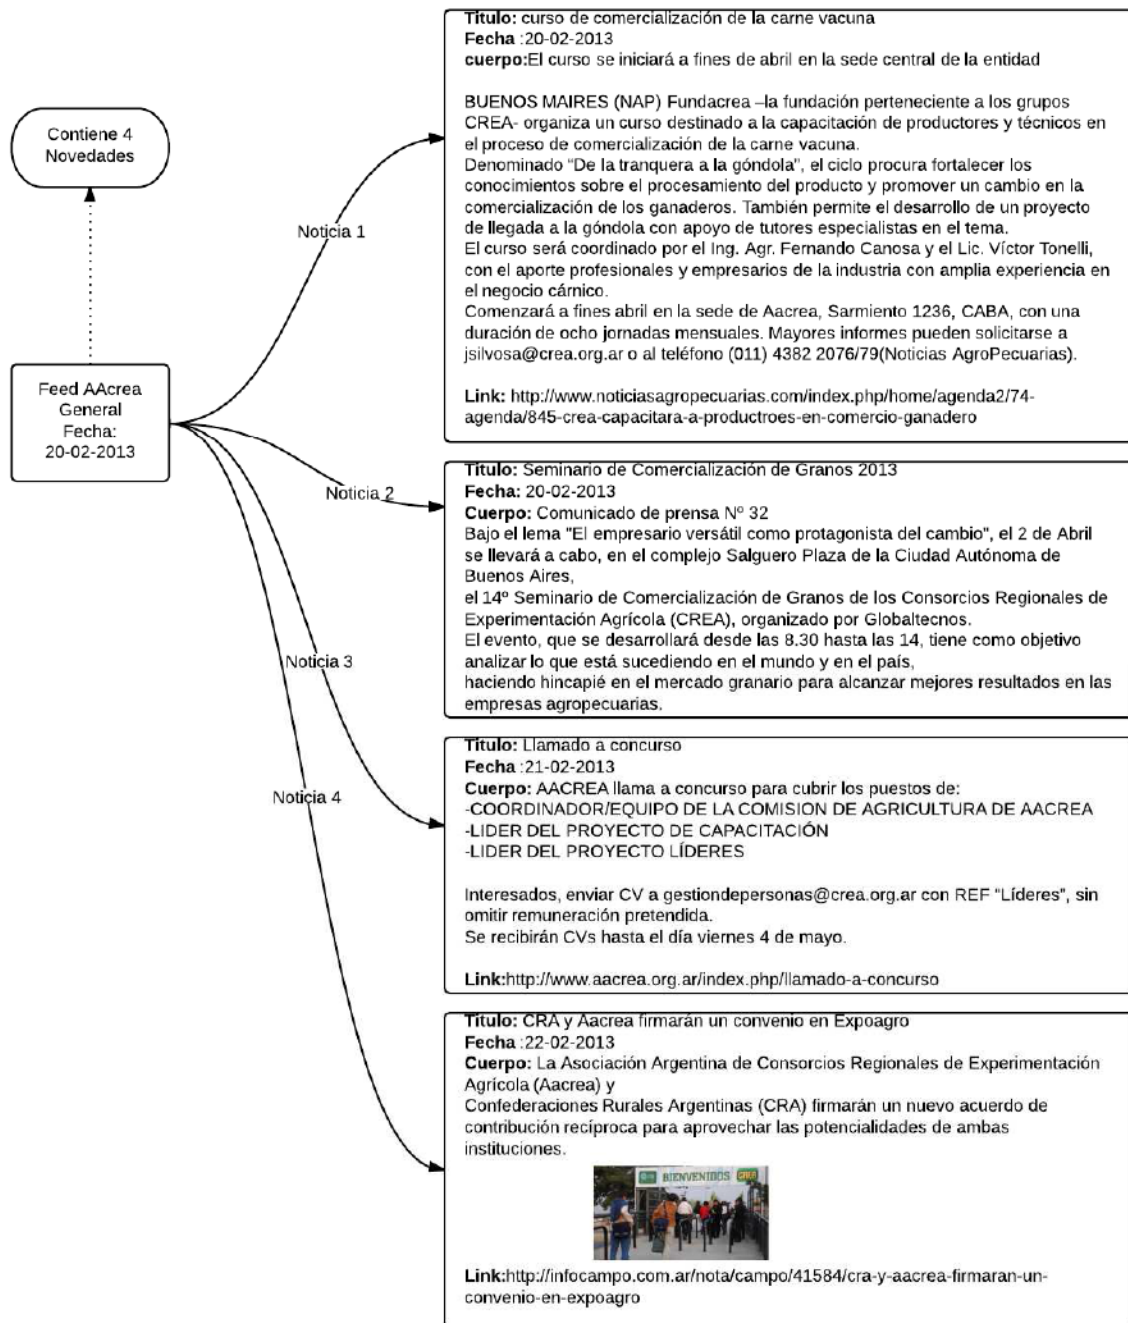 Contiene 4
Novedades
Feed AAcrea
General
Fecha:
20-02-2013
Noticia 1
Noticia 2
Noticia 3
Noticia 4
Titulo: curso de comercialización de la carne vacuna
Fecha :20-02-2013
cuerpo:El curso se iniciará a fines de abril en la sede central de la entidad
BUENOS MAIRES (NAP) Fundacrea –la fundación perteneciente a los grupos
CREA- organiza un curso destinado a la capacitación de productores y técnicos en
el proceso de comercialización de la carne vacuna.
Denominado "De la tranquera a la góndola", el ciclo procura fortalecer los
conocimientos sobre el procesamiento del producto y promover un cambio en la
comercialización de los ganaderos. También permite el desarrollo de un proyecto
de llegada a la góndola con apoyo de tutores especialistas en el tema.
El curso será coordinado por el Ing. Agr. Fernando Canosa y el Lic. Víctor Tonelli,
con el aporte profesionales y empresarios de la industria con amplia experiencia en
el negocio cárnico.
Comenzará a fines abril en la sede de Aacrea, Sarmiento 1236, CABA, con una
duración de ocho jornadas mensuales. Mayores informes pueden solicitarse a
jsilvosa@crea.org.ar o al teléfono (011) 4382 2076/79(Noticias AgroPecuarias).
Link: http://www.noticiasagropecuarias.com/index.php/home/agenda2/74-
agenda/845-crea-capacitara-a-productroes-en-comercio-ganadero
Titulo: Seminario de Comercialización de Granos 2013
Fecha: 20-02-2013
Cuerpo: Comunicado de prensa Nº 32
Bajo el lema "El empresario versátil como protagonista del cambio", el 2 de Abril
se llevará a cabo, en el complejo Salguero Plaza de la Ciudad Autónoma de
Buenos Aires,
el 14º Seminario de Comercialización de Granos de los Consorcios Regionales de
Experimentación Agrícola (CREA), organizado por Globaltecnos.
El evento, que se desarrollará desde las 8.30 hasta las 14, tiene como objetivo
analizar lo que está sucediendo en el mundo y en el país,
haciendo hincapié en el mercado granario para alcanzar mejores resultados en las
empresas agropecuarias.
Titulo: Llamado a concurso
Fecha :21-02-2013
Cuerpo: AACREA llama a concurso para cubrir los puestos de:
-COORDINADOR/EQUIPO DE LA COMISION DE AGRICULTURA DE AACREA
-LIDER DEL PROYECTO DE CAPACITACIÓN
-LIDER DEL PROYECTO LÍDERES
Interesados, enviar CV a gestiondepersonas@crea.org.ar con REF "Líderes", sin
omitir remuneración pretendida.
Se recibirán CVs hasta el día viernes 4 de mayo.
Link:http://www.aacrea.org.ar/index.php/llamado-a-concurso
Titulo: CRA y Aacrea firmarán un convenio en Expoagro
Fecha :22-02-2013
Cuerpo: La Asociación Argentina de Consorcios Regionales de Experimentación
Agrícola (Aacrea) y
Confederaciones Rurales Argentinas (CRA) firmarán un nuevo acuerdo de
contribución recíproca para aprovechar las potencialidades de ambas
instituciones.
BIENVENIDOS
Link:http://infocampo.com.ar/nota/campo/41584/cra-y-aacrea-firmaran-un-
convenio-en-expoagro